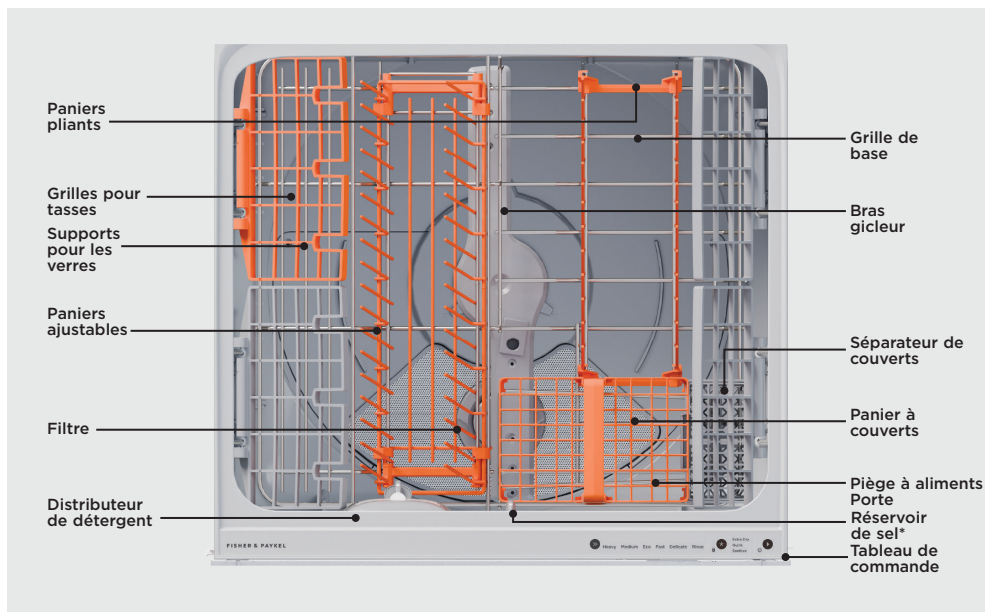 Paniers
pliants
Grilles pour
tasses
Supports
pour les
verres
Paniers
ajustables
Filtre
Distributeur
de détergent
Grille de
base
Bras
gicleur
Séparateur de
couverts
Panier à
couverts
Piège à aliments
Porte
Réservoir
de sel*
Tableau de
commande
FISHER & PAYKEL
Heavy Medium Eco Fast Delicate Rinse
Extra Dry
Quick
Sanitize